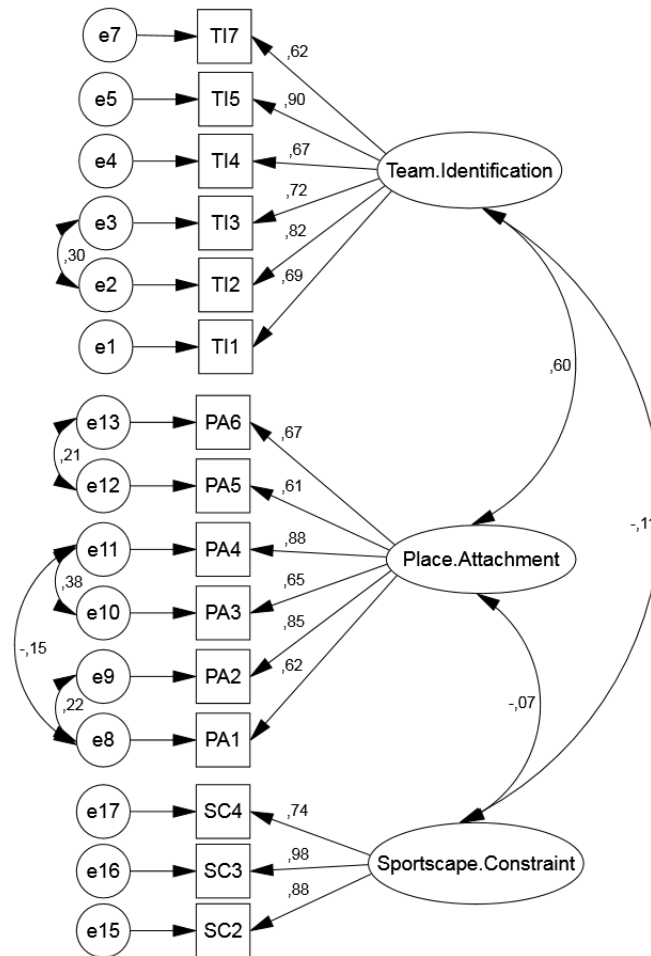 e7 TI7 ,62
e5 TI5 ,90
e4 TI4 ,67 Team.Identification
e3 TI3 ,72
,30 ,82
e2 TI2 ,69
e1 TI1
,60
e13 PA6 ,67
,21
e12 PA5 ,61
-,11
e11 PA4 ,88 Place.Attachment
,38
e10 PA3 ,65
-,15
e9 PA2 ,85
,22 -,07
e8 PA1 ,62
e17 SC4 ,74
e16 SC3 ,98 Sportscape.Constraint
e15 SC2 ,88